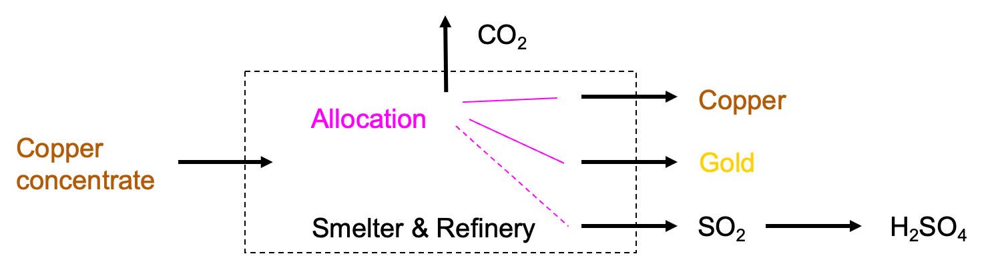 CO₂
Allocation
Copper
Copper
concentrate
Gold
Smelter & Refinery
SO₂
H₂SO₄